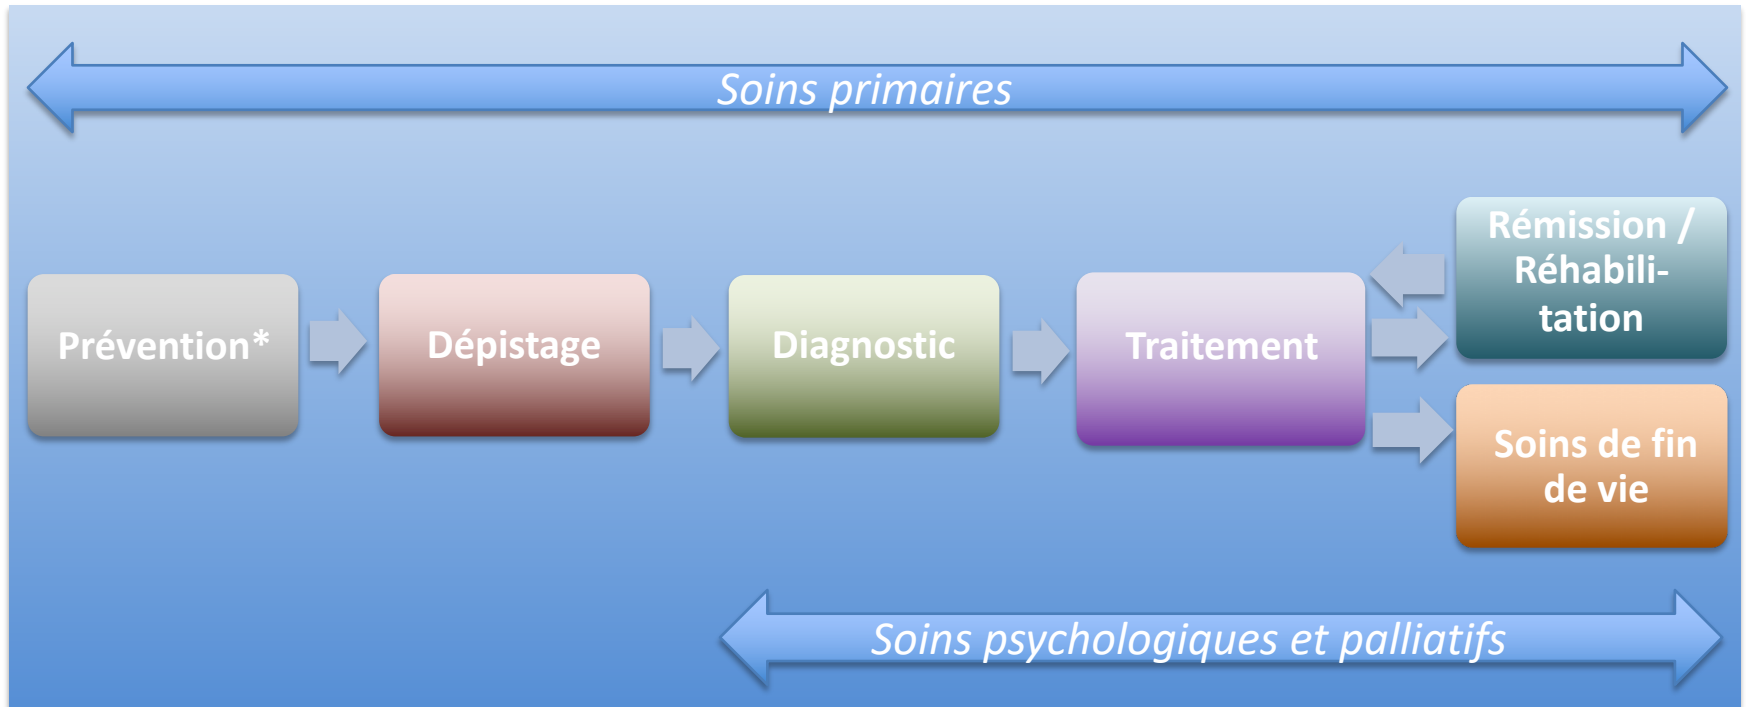 Soins primaires
Prévention*
Dépistage
Diagnostic
Traitement
Rémission /
Réhabili-
tation
Soins de fin
de vie
Soins psychologiques et palliatifs